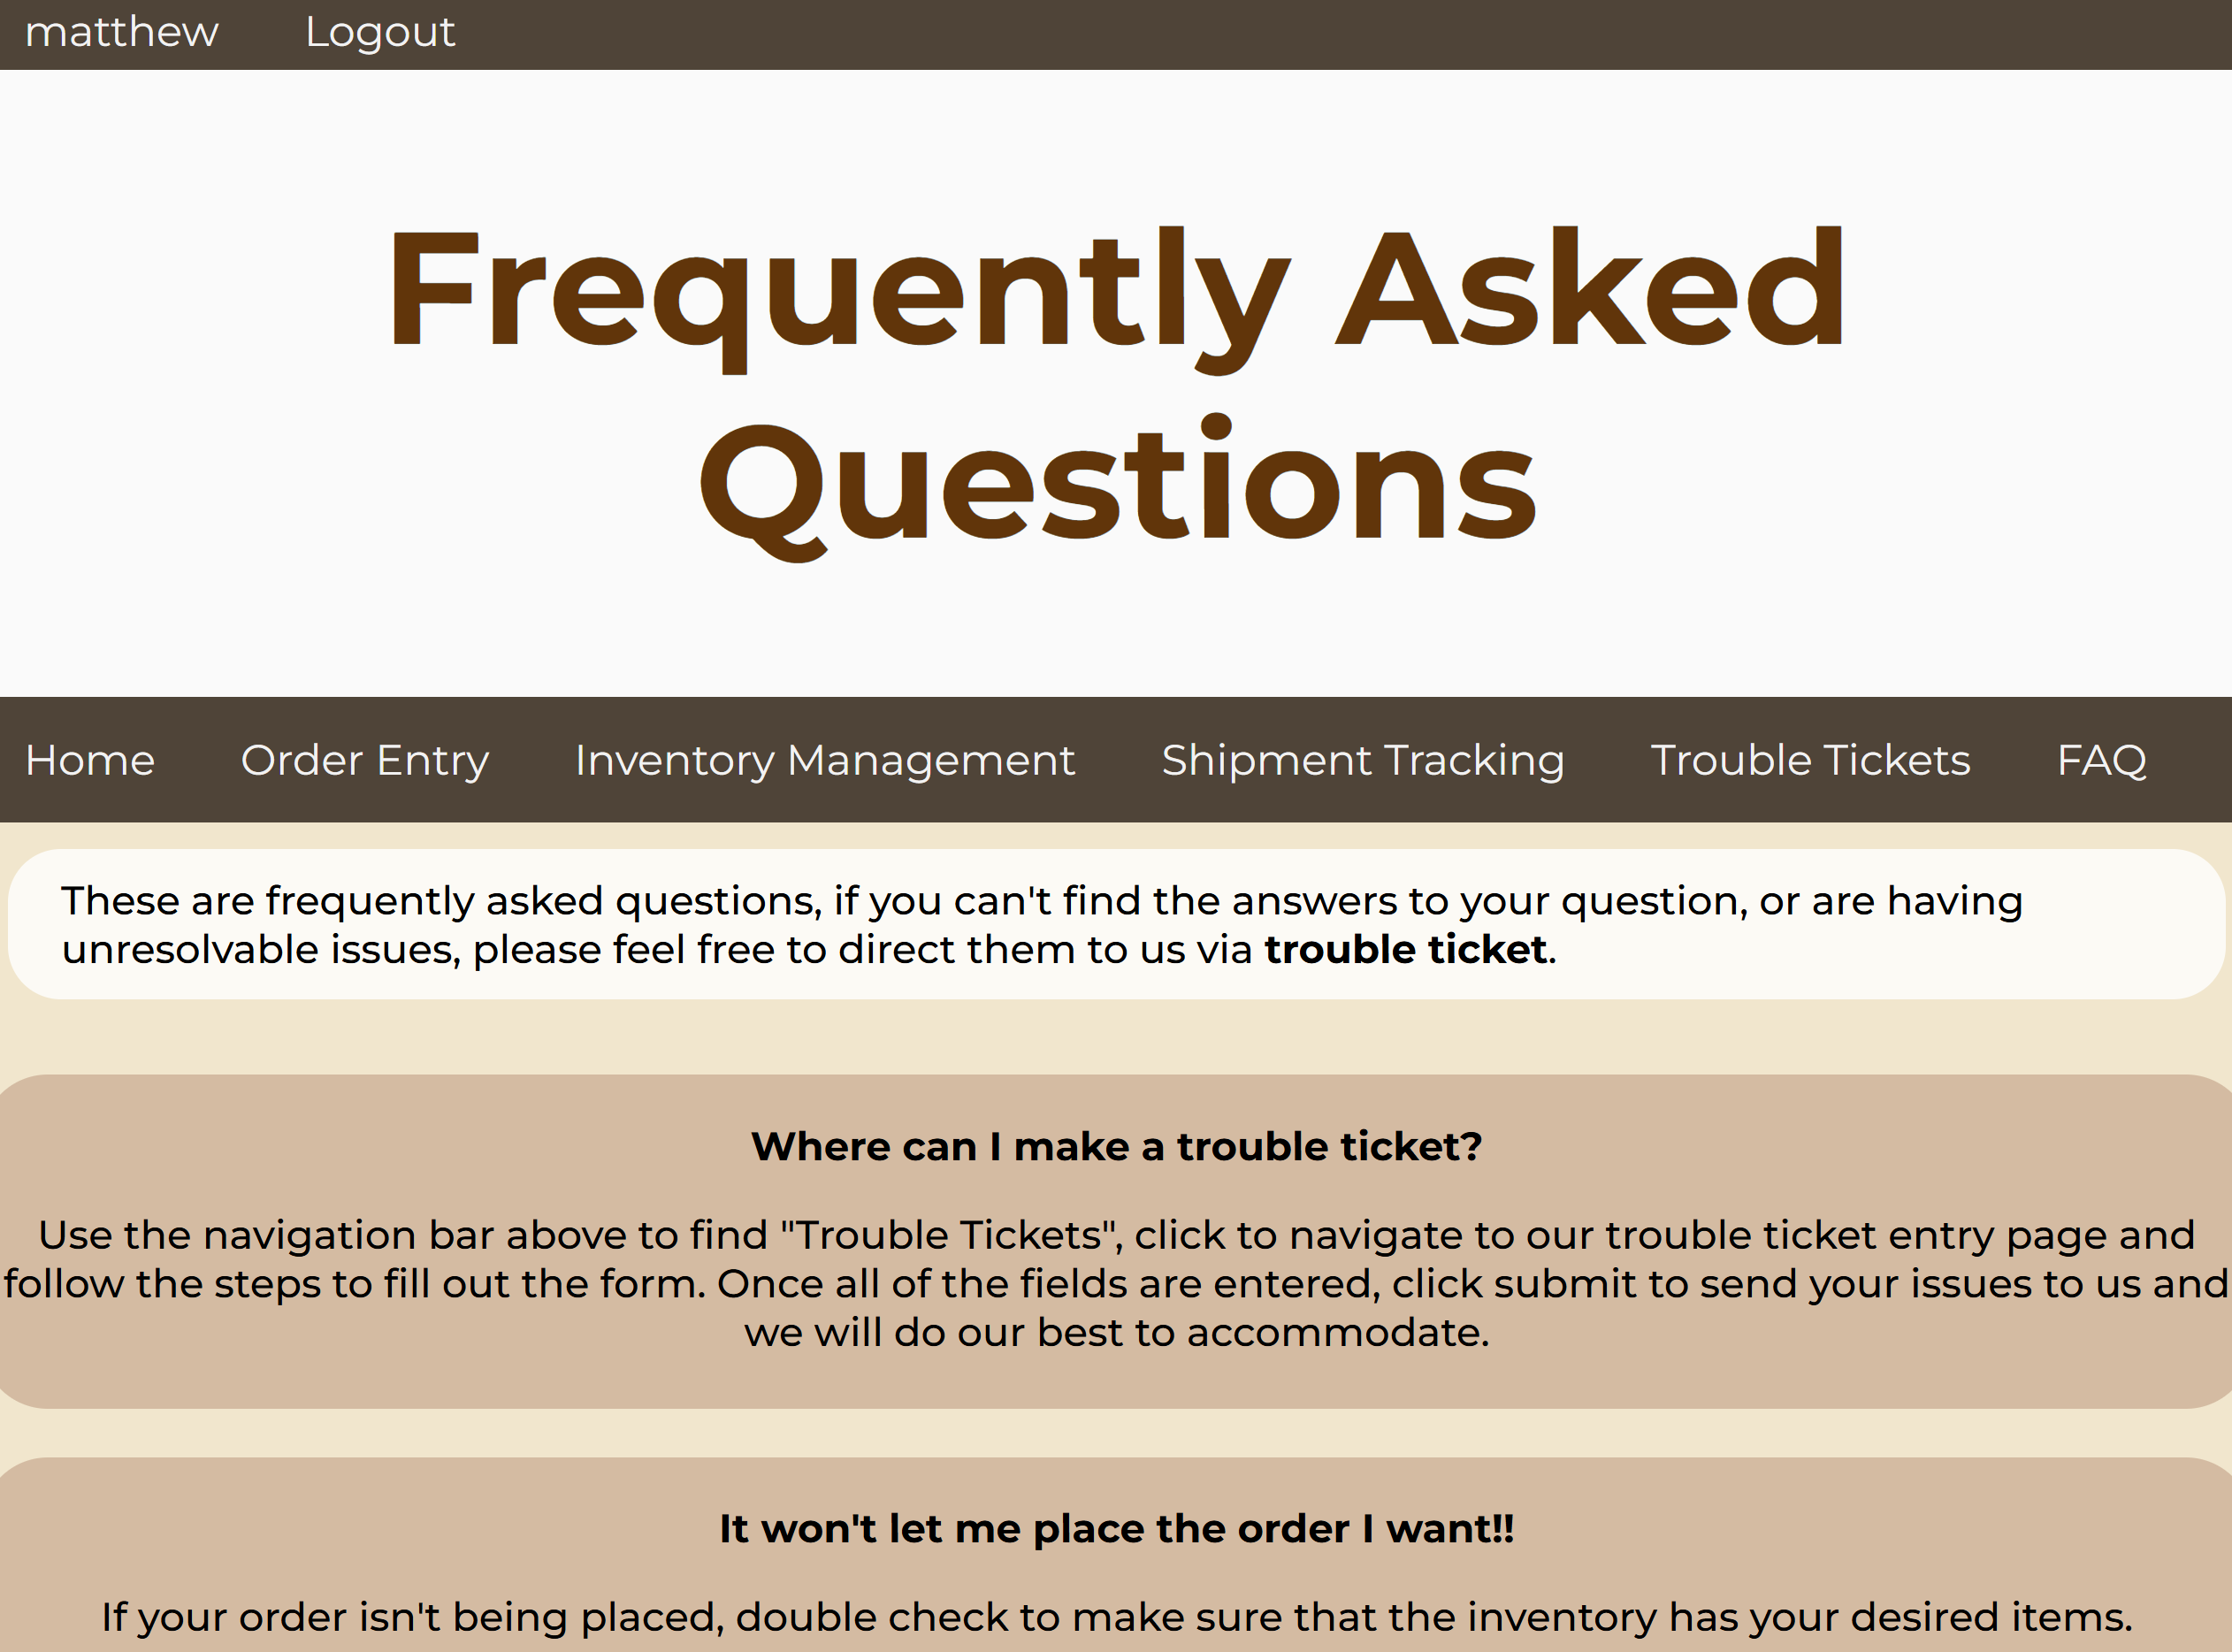 matthew Logout
Frequently Asked
Questions
Home Order Entry Inventory Management Shipment Tracking Trouble Tickets FAQ
These are frequently asked questions, if you can't find the answers to your question, or are having
unresolvable issues, please feel free to direct them to us via trouble ticket.
Where can I make a trouble ticket?
Use the navigation bar above to find "Trouble Tickets", click to navigate to our trouble ticket entry page and
follow the steps to fill out the form. Once all of the fields are entered, click submit to send your issues to us and
we will do our best to accommodate.
It won't let me place the order I want!!
If your order isn't being placed, double check to make sure that the inventory has your desired items.